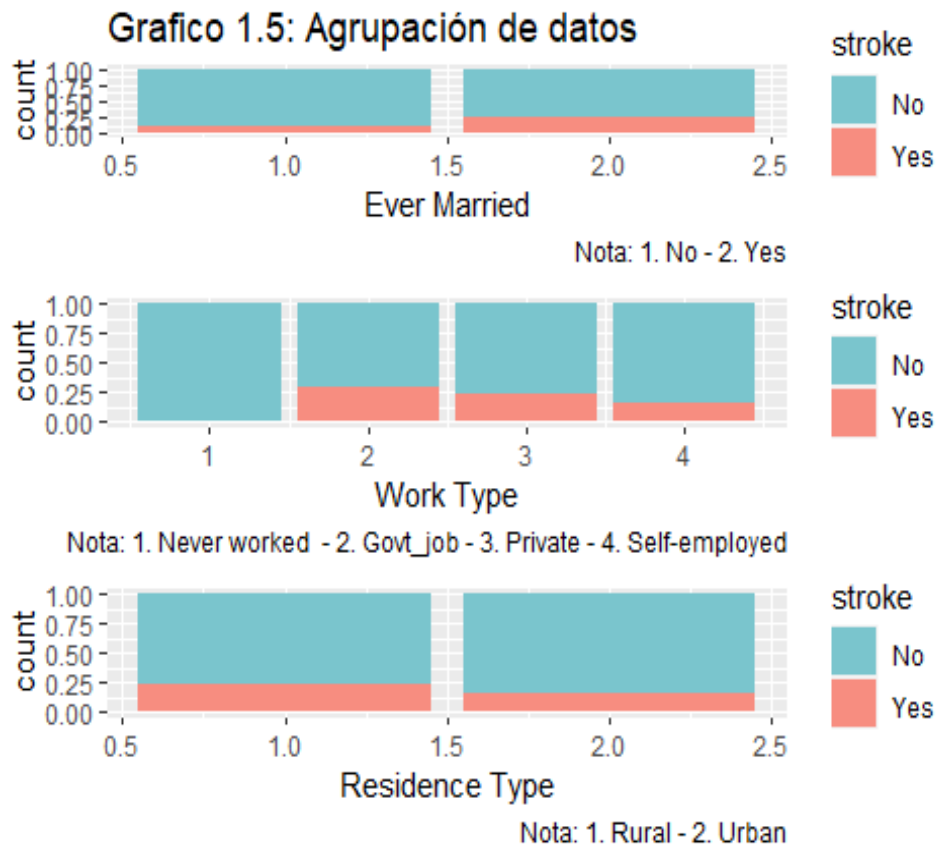 Grafico 1.5: Agrupación de datos
stroke
No
Yes
count
1.00
0.75
0.50
0.25
0.00
0.5 1.0 1.5 2.0 2.5
Ever Married
Nota: 1. No - 2. Yes
stroke
No
Yes
count
1.00
0.75
0.50
0.25
0.00
1 2 3 4
Work Type
Nota: 1. Never worked - 2. Govt_job - 3. Private - 4. Self-employed
stroke
No
Yes
count
1.00
0.75
0.50
0.25
0.00
0.5 1.0 1.5 2.0 2.5
Residence Type
Nota: 1. Rural - 2. Urban